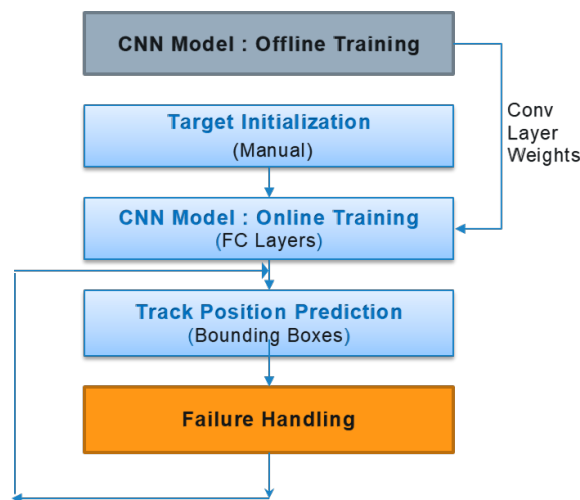 CNN Model : Offline Training
Conv
Layer
Weights
Target Initialization
(Manual)
CNN Model : Online Training
(FC Layers)
Track Position Prediction
(Bounding Boxes)
Failure Handling